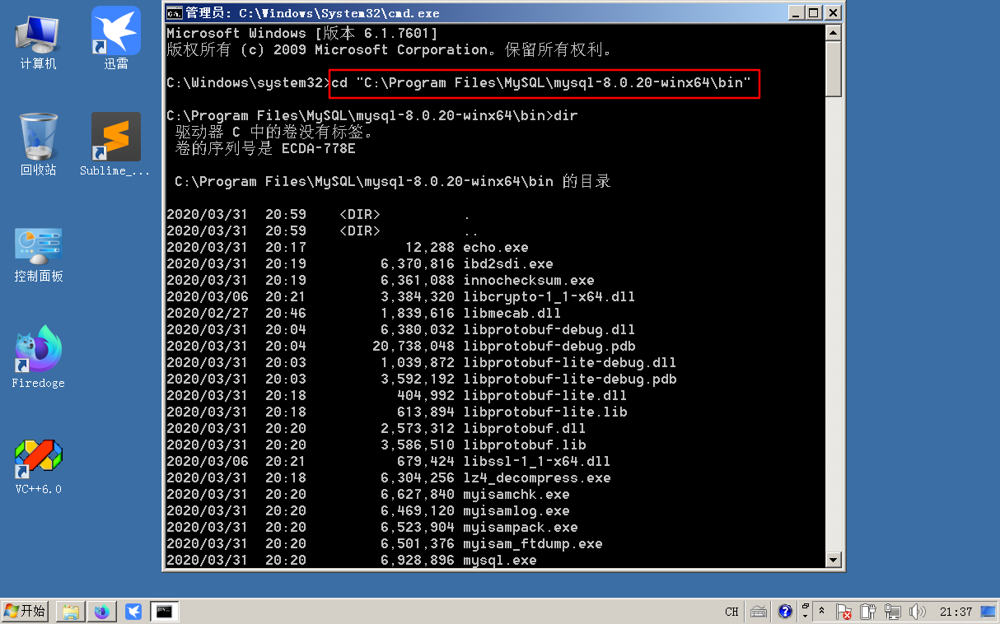 计算机
迅雷
回收站
Sublime_...
控制面板
Firedoge
VC++6.0
管理员: C:\Windows\System32\cmd.exe
Microsoft Windows [版本 6.1.7601]
版权所有 (c) 2009 Microsoft Corporation。保留所有权利。
C:\Windows\system32>cd "C:\Program Files\MySQL\mysql-8.0.20-winx64\bin"
C:\Program Files\MySQL\mysql-8.0.20-winx64\bin>dir
驱动器 C 中的卷没有标签。
卷的序列号是 ECDA-778E
C:\Program Files\MySQL\mysql-8.0.20-winx64\bin 的目录
2020/03/31  20:59    <DIR>          .
2020/03/31  20:59    <DIR>          ..
2020/03/31  20:17            12,288 echo.exe
2020/03/31  20:19         6,370,816 ibd2sdi.exe
2020/03/31  20:19         6,361,088 innochecksum.exe
2020/03/06  20:21         3,384,320 libcrypto-1_1-x64.dll
2020/02/27  20:46         1,839,616 libmecab.dll
2020/03/31  20:04         6,380,032 libprotobuf-debug.dll
2020/03/31  20:04        20,738,048 libprotobuf-debug.pdb
2020/03/31  20:03         1,039,872 libprotobuf-lite-debug.dll
2020/03/31  20:03         3,592,192 libprotobuf-lite-debug.pdb
2020/03/31  20:18           404,992 libprotobuf-lite.dll
2020/03/31  20:18           613,894 libprotobuf-lite.lib
2020/03/31  20:20         2,573,312 libprotobuf.dll
2020/03/31  20:20         3,586,510 libprotobuf.lib
2020/03/06  20:21           679,424 libssl-1_1-x64.dll
2020/03/31  20:18         6,304,256 lz4_decompress.exe
2020/03/31  20:20         6,627,840 myisamchk.exe
2020/03/31  20:20         6,469,120 myisamlog.exe
2020/03/31  20:20         6,523,904 myisampack.exe
2020/03/31  20:20         6,501,376 myisam_ftdump.exe
2020/03/31  20:20         6,928,896 mysql.exe
开始
CH
21:37